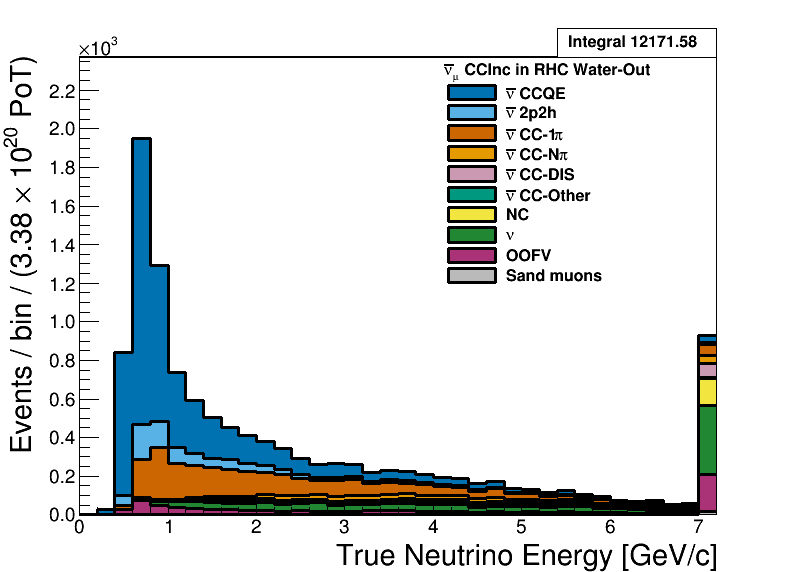 Integral 12171.58
×10³
ν̅μ CCInc in RHC Water-Out
ν̅ CCQE
ν̅ 2p2h
ν̅ CC-1π
ν̅ CC-Nπ
ν̅ CC-DIS
ν̅ CC-Other
NC
ν
OOFV
Sand muons
Events / bin / (3.38 × 10²⁰ PoT)
2.2
2.0
1.8
1.6
1.4
1.2
1.0
0.8
0.6
0.4
0.2
0.0
0 1 2 3 4 5 6 7
True Neutrino Energy [GeV/c]